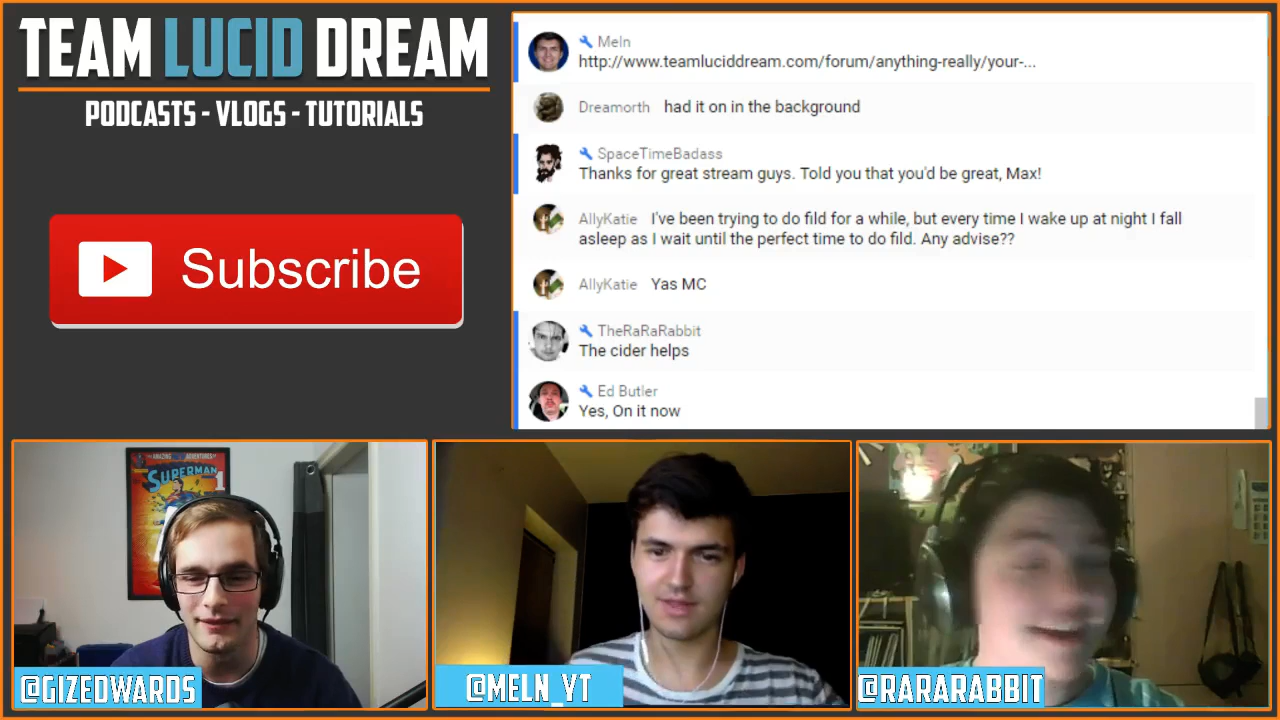 TEAM LUCID DREAM
PODCASTS - VLOGS - TUTORIALS
Subscribe
Meln
http://www.teamluciddream.com/forum/anything-really/your-...
Dreamorth had it on in the background
SpaceTimeBadass
Thanks for great stream guys. Told you that you'd be great, Max!
AllyKatie I've been trying to do fild for a while, but every time I wake up at night I fall
asleep as I wait until the perfect time to do fild. Any advise??
AllyKatie Yas MC
TheRaRaRabbit
The cider helps
Ed Butler
Yes, On it now
SUPERMAN
@GIZEDWARDS
@MELN_YT
@RARARABBIT